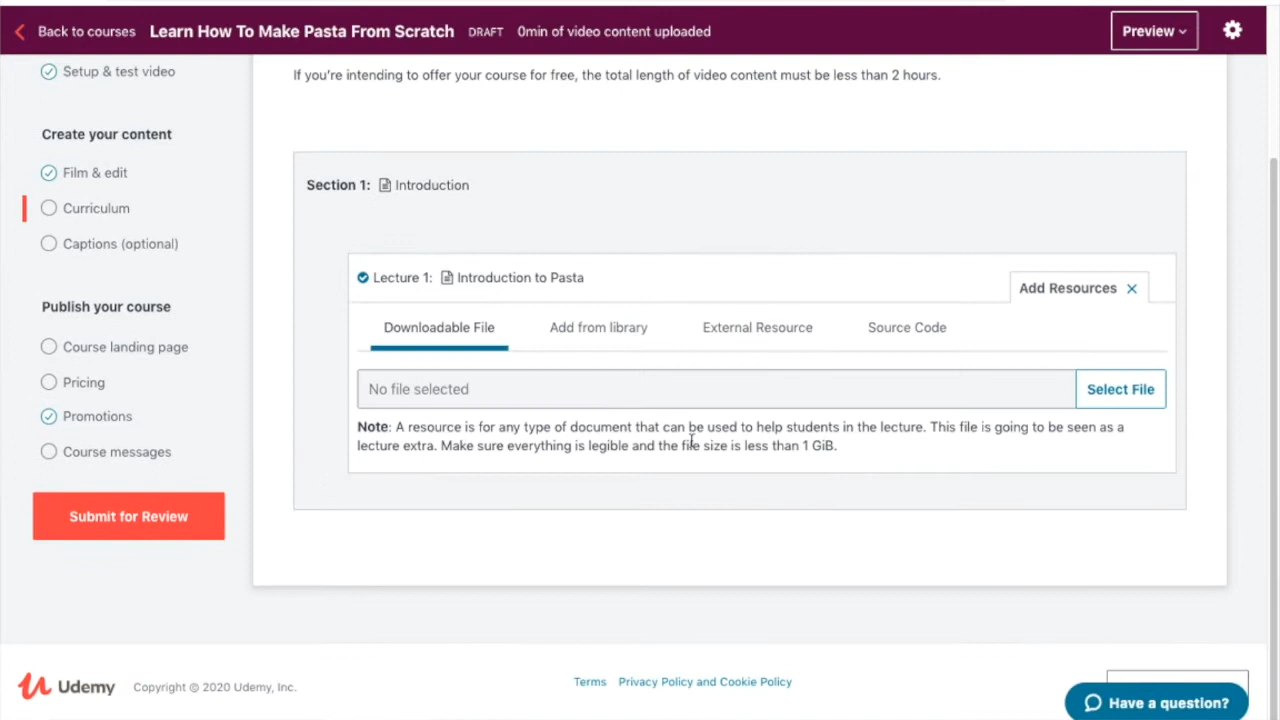 Back to courses Learn How To Make Pasta From Scratch DRAFT 0min of video content uploaded Preview
Setup & test video
Create your content
Film & edit
Curriculum
Captions (optional)
Publish your course
Course landing page
Pricing
Promotions
Course messages
Submit for Review
If you're intending to offer your course for free, the total length of video content must be less than 2 hours.
Section 1: Introduction
Lecture 1: Introduction to Pasta
Add Resources
Downloadable File Add from library External Resource Source Code
No file selected Select File
Note: A resource is for any type of document that can be used to help students in the lecture. This file is going to be seen as a
lecture extra. Make sure everything is legible and the file size is less than 1 GiB.
Udemy Copyright © 2020 Udemy, Inc. Terms Privacy Policy and Cookie Policy
Have a question?